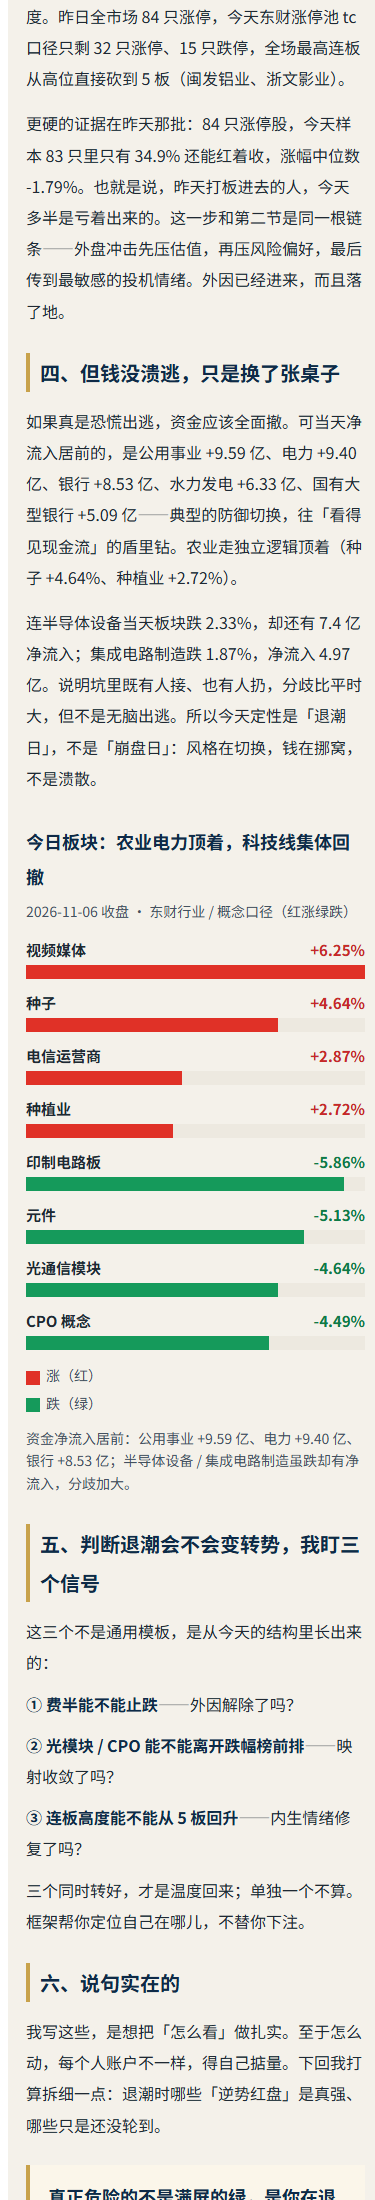 度。昨日全市场 84 只涨停，今天东财涨停池 tc
口径只剩 32 只涨停、15 只跌停，全场最高连板
从高位直接砍到 5 板（闽发铝业、浙文影业）。
更硬的证据在昨天那批：84 只涨停股，今天样
本 83 只里只有 34.9% 还能红着收，涨幅中位数
-1.79%。也就是说，昨天打板进去的人，今天
多半是亏着出来的。这一步和第二节是同一根链
条——外盘冲击先压估值，再压风险偏好，最后
传到最敏感的投机情绪。外因已经进来，而且落
了地。
四、但钱没溃逃，只是换了张桌子
如果真是恐慌出逃，资金应该全面撤。可当天净
流入居前的，是公用事业 +9.59 亿、电力 +9.40
亿、银行 +8.53 亿、水力发电 +6.33 亿、国有大
型银行 +5.09 亿——典型的防御切换，往「看得
见现金流」的盾里钻。农业走独立逻辑顶着（种
子 +4.64%、种植业 +2.72%）。
连半导体设备当天板块跌 2.33%，却还有 7.4 亿
净流入；集成电路制造跌 1.87%，净流入 4.97
亿。说明坑里既有人接、也有人扔，分歧比平时
大，但不是无脑出逃。所以今天定性是「退潮
日」，不是「崩盘日」：风格在切换，钱在挪窝，
不是溃散。
今日板块：农业电力顶着，科技线集体回
撤
2026-11-06 收盘 · 东财行业 / 概念口径（红涨绿跌）
视频媒体 +6.25%
种子 +4.64%
电信运营商 +2.87%
种植业 +2.72%
印制电路板 -5.86%
元件 -5.13%
光通信模块 -4.64%
CPO 概念 -4.49%
涨（红）
跌（绿）
资金净流入居前：公用事业 +9.59 亿、电力 +9.40 亿、
银行 +8.53 亿；半导体设备 / 集成电路制造虽跌却有净
流入，分歧加大。
五、判断退潮会不会变转势，我盯三
个信号
这三个不是通用模板，是从今天的结构里长出来
的：
① 费半能不能止跌——外因解除了吗？
② 光模块 / CPO 能不能离开跌幅榜前排——映
射收敛了吗？
③ 连板高度能不能从 5 板回升——内生情绪修
复了吗？
三个同时转好，才是温度回来；单独一个不算。
框架帮你定位自己在哪儿，不替你下注。
六、说句实在的
我写这些，是想把「怎么看」做扎实。至于怎么
动，每个人账户不一样，得自己掂量。下回我打
算拆细一点：退潮时哪些「逆势红盘」是真强、
哪些只是还没轮到。
真正危险的不是满屏的绿，是你在退